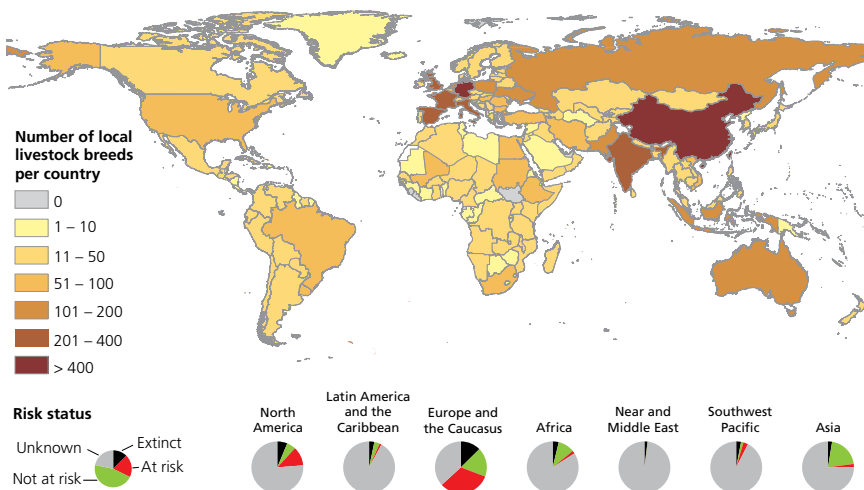 Number of local
livestock breeds
per country
0
1 – 10
11 – 50
51 – 100
101 – 200
201 – 400
> 400
Risk status
Unknown
Extinct
At risk
Not at risk
North
America
Latin America
and the
Caribbean
Europe and
the Caucasus
Africa
Near and
Middle East
Southwest
Pacific
Asia